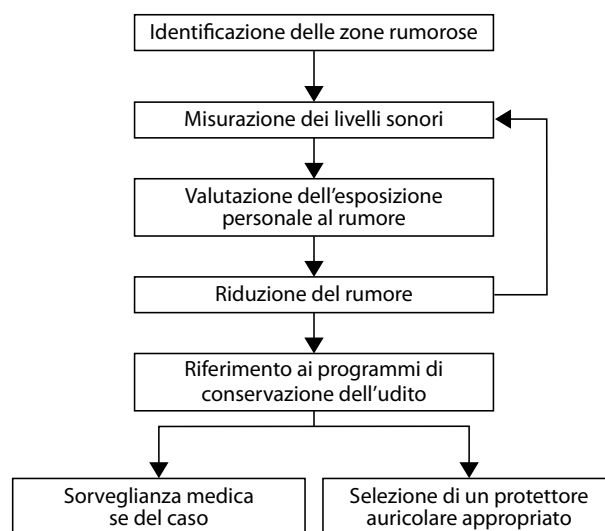 Identificazione delle zone rumorose
Misurazione dei livelli sonori
Valutazione dell'esposizione
personale al rumore
Riduzione del rumore
Riferimento ai programmi di
conservazione dell'udito
Sorveglianza medica
se del caso
Selezione di un protettore
auricolare appropriato